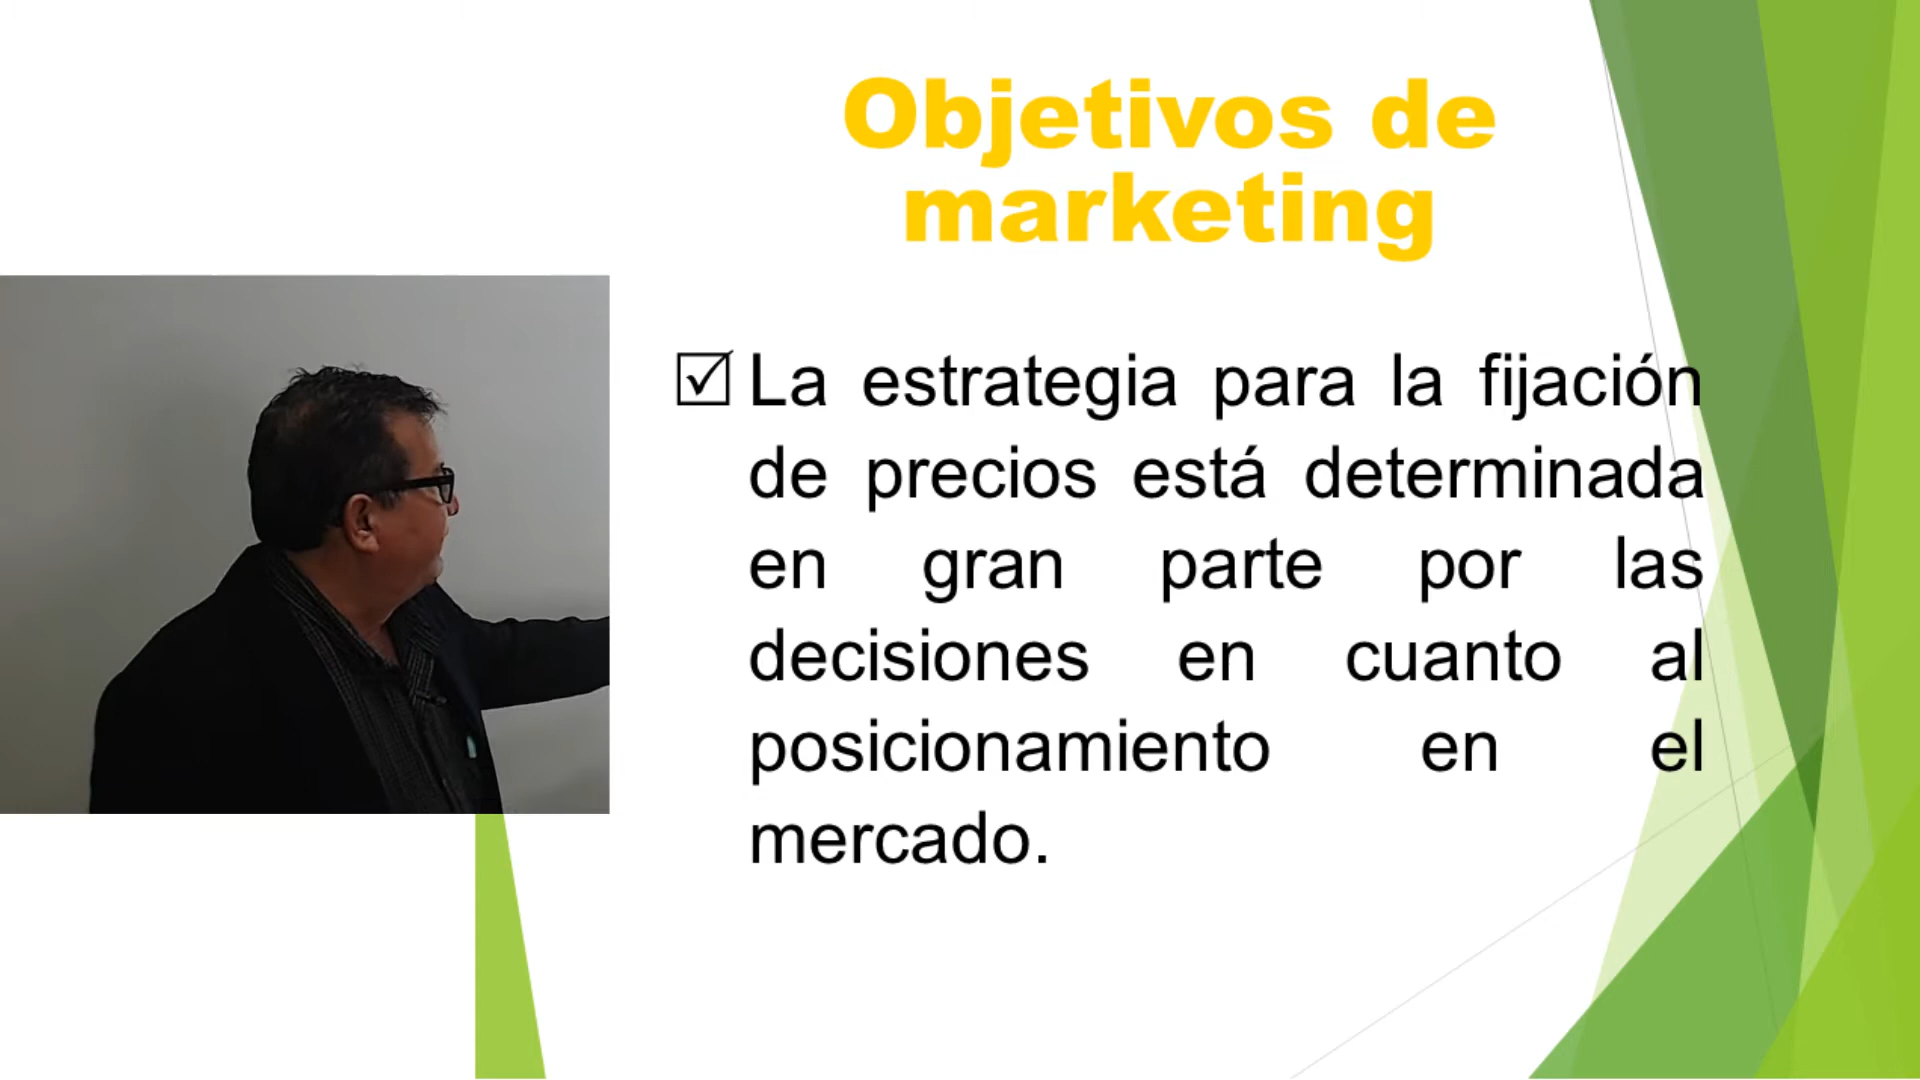 Objetivos de
marketing
☑ La estrategia para la fijación
de precios está determinada
en gran parte por las
decisiones en cuanto al
posicionamiento en el
mercado.